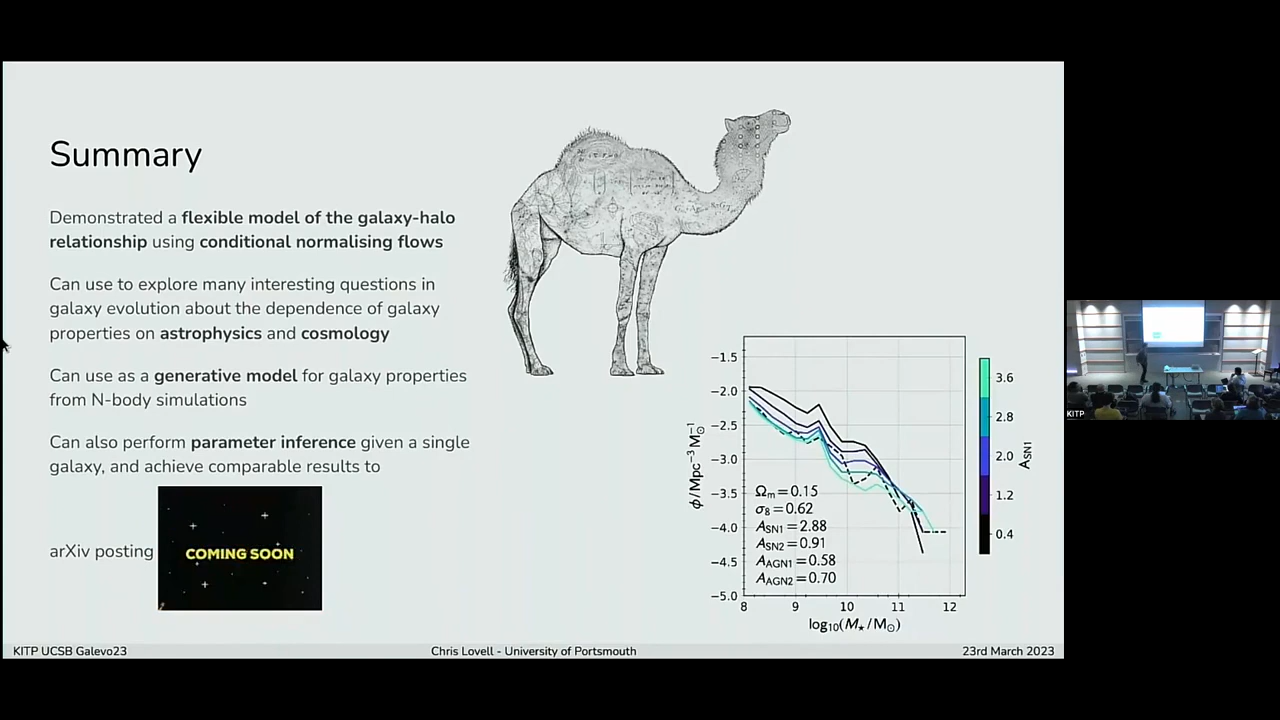 Summary
Demonstrated a flexible model of the galaxy-halo
relationship using conditional normalising flows
Can use to explore many interesting questions in
galaxy evolution about the dependence of galaxy
properties on astrophysics and cosmology
Can use as a generative model for galaxy properties
from N-body simulations
Can also perform parameter inference given a single
galaxy, and achieve comparable results to
arXiv posting
COMING SOON
ϕ/Mpc⁻³ M⊙⁻¹
−1.5
−2.0
−2.5
−3.0
−3.5
−4.0
−4.5
−5.0
Ωm = 0.15
σ8 = 0.62
ASN1 = 2.88
ASN2 = 0.91
AAGN1 = 0.58
AAGN2 = 0.70
8 9 10 11 12
log10(M⋆/M⊙)
3.6
2.8
2.0
1.2
0.4
ASN1
KITP UCSB Galevo23
Chris Lovell - University of Portsmouth
23rd March 2023
KITP